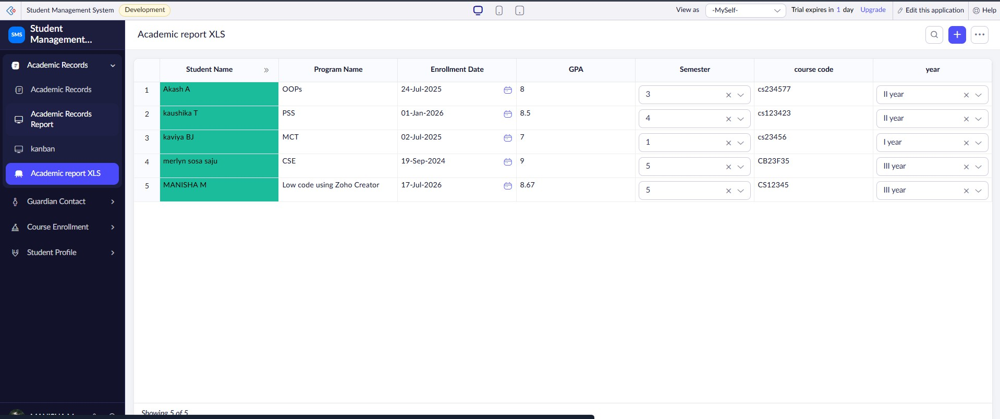 Student Management System Development View as -MySelf- Trial expires in 1 day Upgrade Edit this application Help
SMS Student
Management...
Academic Records
Academic Records
Academic Records
Report
kanban
Academic report XLS
Guardian Contact
Course Enrollment
Student Profile
Academic report XLS
Student Name Program Name Enrollment Date GPA Semester course code year
1 Akash A OOPs 24-Jul-2025 8 3 cs234577 II year
2 kaushika T PSS 01-Jan-2026 8.5 4 cs123423 II year
3 kaviya BJ MCT 02-Jul-2025 7 1 cs23456 I year
4 merlyn sosa saju CSE 19-Sep-2024 9 5 CB23F35 III year
5 MANISHA M Low code using Zoho Creator 17-Jul-2026 8.67 5 CS12345 III year
Showing 5 of 5
MANISHA M